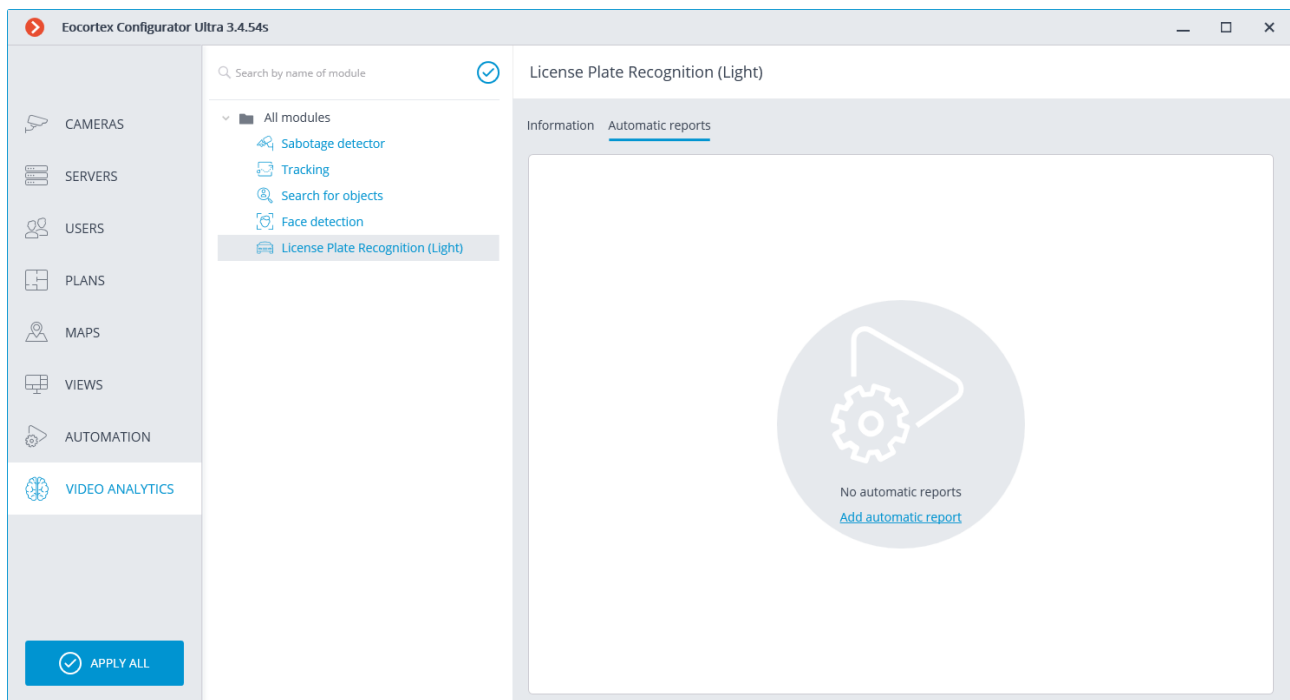 Eocortex Configurator Ultra 3.4.54s
CAMERAS
SERVERS
USERS
PLANS
MAPS
VIEWS
AUTOMATION
VIDEO ANALYTICS
APPLY ALL
Search by name of module
All modules
Sabotage detector
Tracking
Search for objects
Face detection
License Plate Recognition (Light)
License Plate Recognition (Light)
Information Automatic reports
No automatic reports
Add automatic report